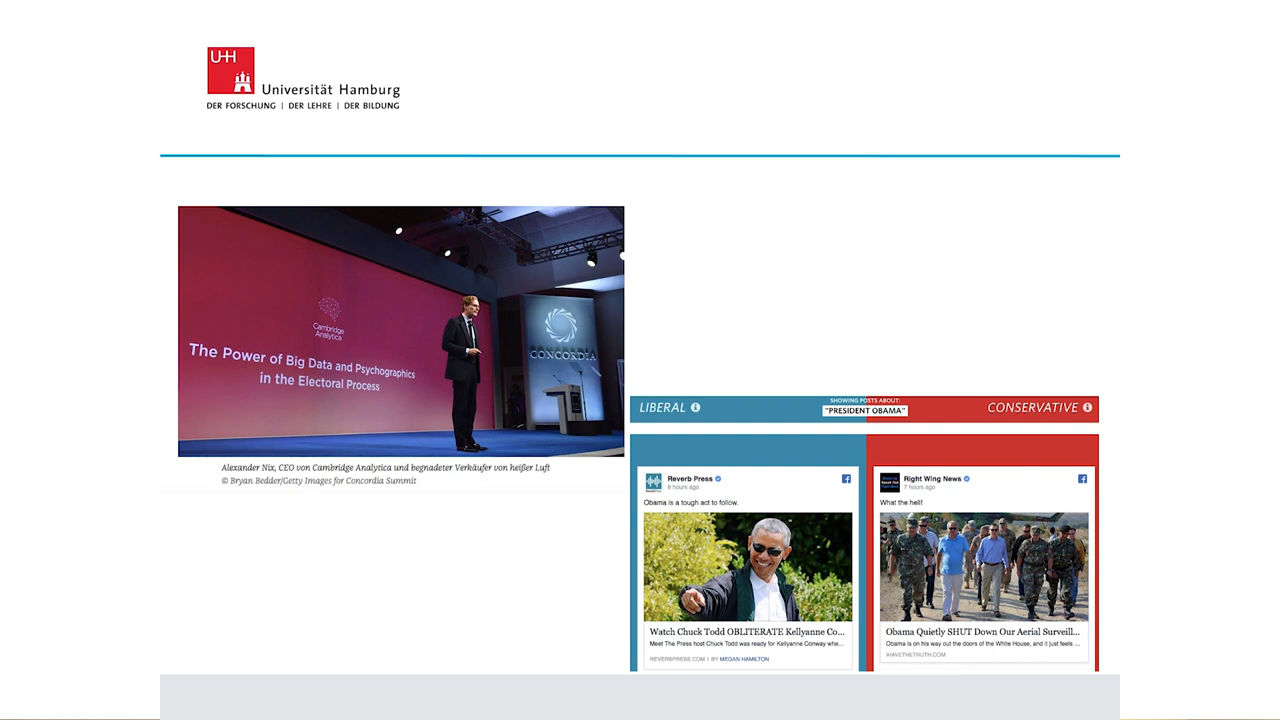 UHH
Universität Hamburg
DER FORSCHUNG | DER LEHRE | DER BILDUNG
Cambridge
Analytica
The Power of Big Data and Psychographics
in the Electoral Process
CONCORDIA
Alexander Nix, CEO von Cambridge Analytica und begnadeter Verkäufer von heißer Luft
© Bryan Bedder/Getty Images for Concordia Summit
LIBERAL
SHOWING POSTS ABOUT:
"PRESIDENT OBAMA"
CONSERVATIVE
Reverb Press
8 hours ago
Obama is a tough act to follow.
Watch Chuck Todd OBLITERATE Kellyanne Co...
Meet The Press host Chuck Todd was ready for Kellyanne Conway whe...
REVERBPRESS.COM | BY MEGAN HAMILTON
Right Wing News
7 hours ago
What the hell!
Obama Quietly SHUT Down Our Aerial Surveill...
Obama is on his way out the doors of the White House, and it just feels ...
IHAVETHETRUTH.COM